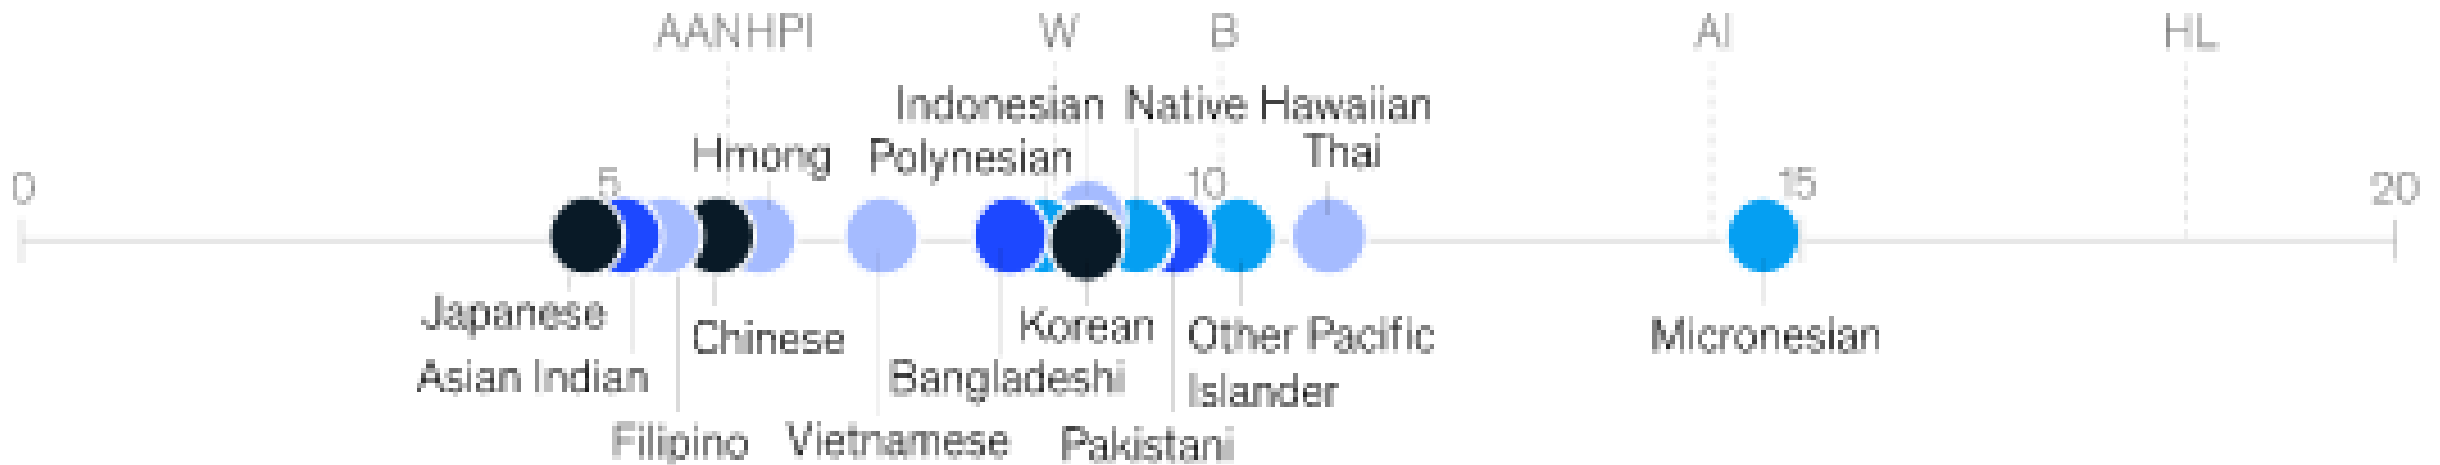 AANHPI W B AI HL
Indonesian Native Hawaiian
Hmong Polynesian Thai
0 5 10 15 20
Japanese Chinese Korean Other Pacific Islander Micronesian
Asian Indian Bangladeshi
Filipino Vietnamese Pakistani